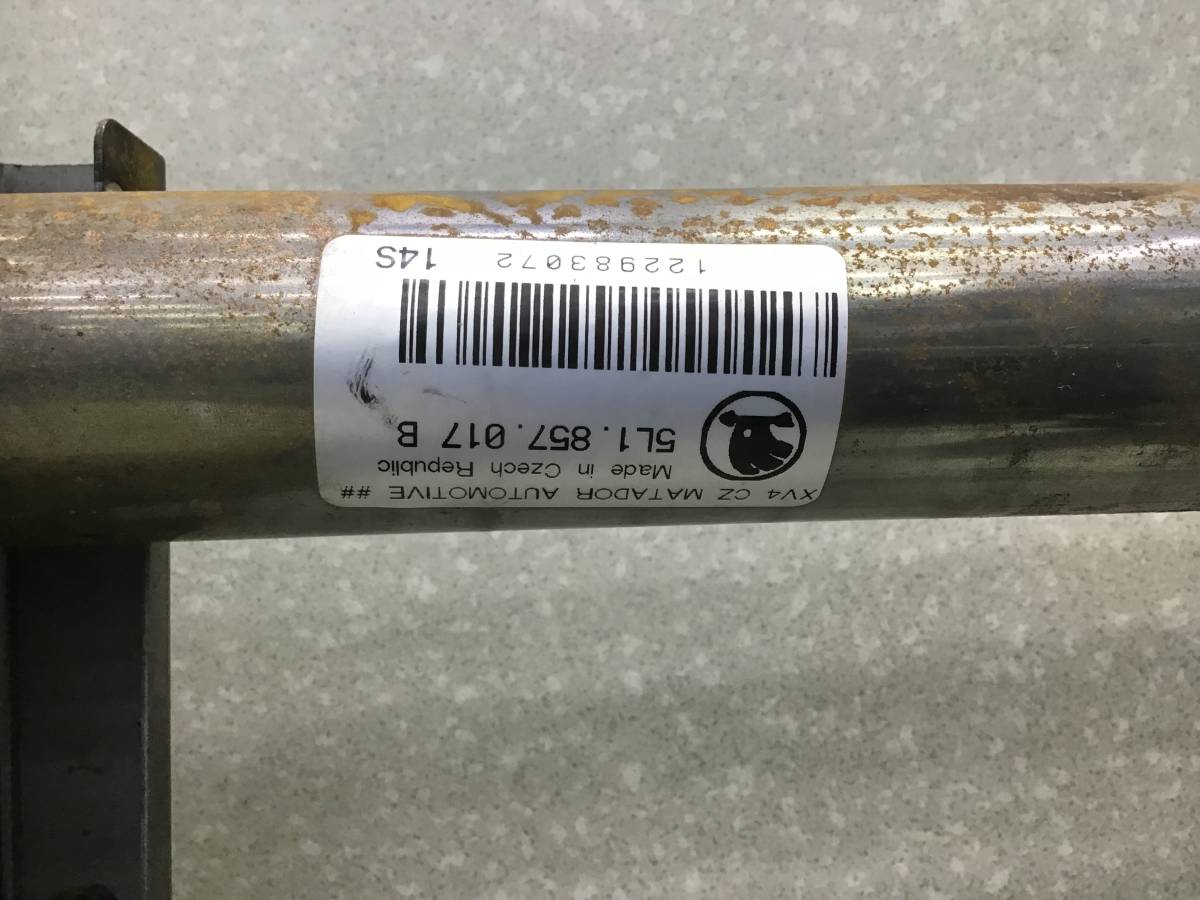 XV4 CZ MATADOR AUTOMOTIVE ##
Made in Czech Republic
5L1. 857. 017 B
122983072 14S